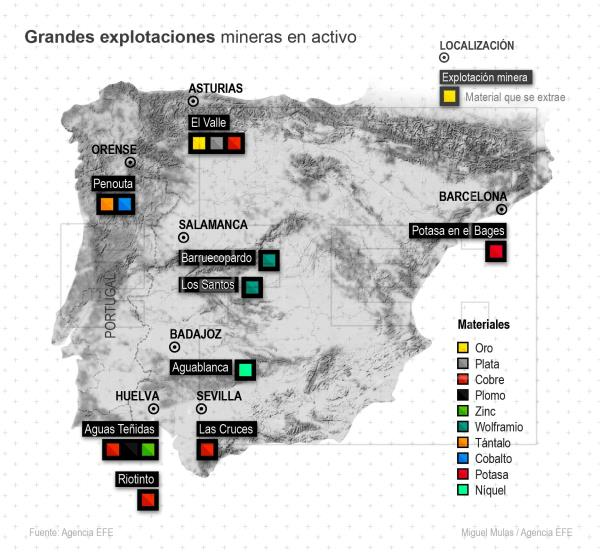 Grandes explotaciones mineras en activo
LOCALIZACIÓN
Explotación minera
Material que se extrae
ASTURIAS
El Valle
ORENSE
Penouta
BARCELONA
Potasa en el Bages
SALAMANCA
Barruecopardo
Los Santos
PORTUGAL
BADAJOZ
Aguablanca
HUELVA
Aguas Teñidas
Riotinto
SEVILLA
Las Cruces
Materiales
Oro
Plata
Cobre
Plomo
Zinc
Wolframio
Tántalo
Cobalto
Potasa
Níquel
Fuente: Agencia EFE
Miguel Mulas / Agencia EFE